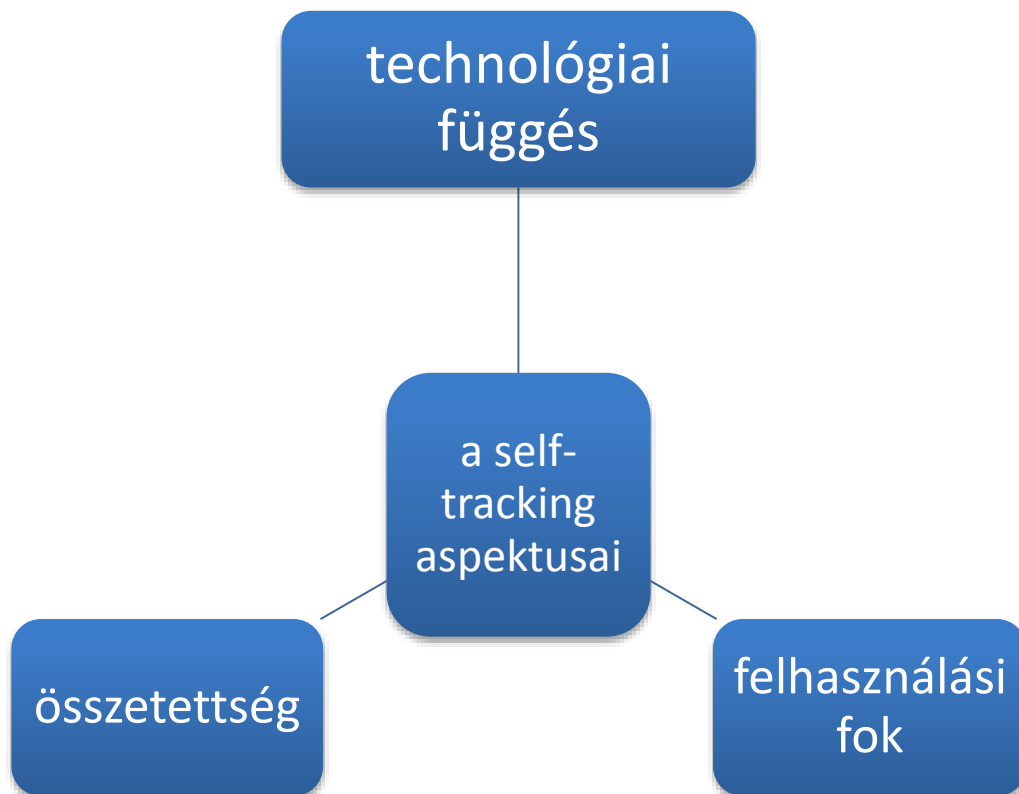 technológiai
függés
a self-
tracking
aspektusai
összetettség
felhasználási
fok